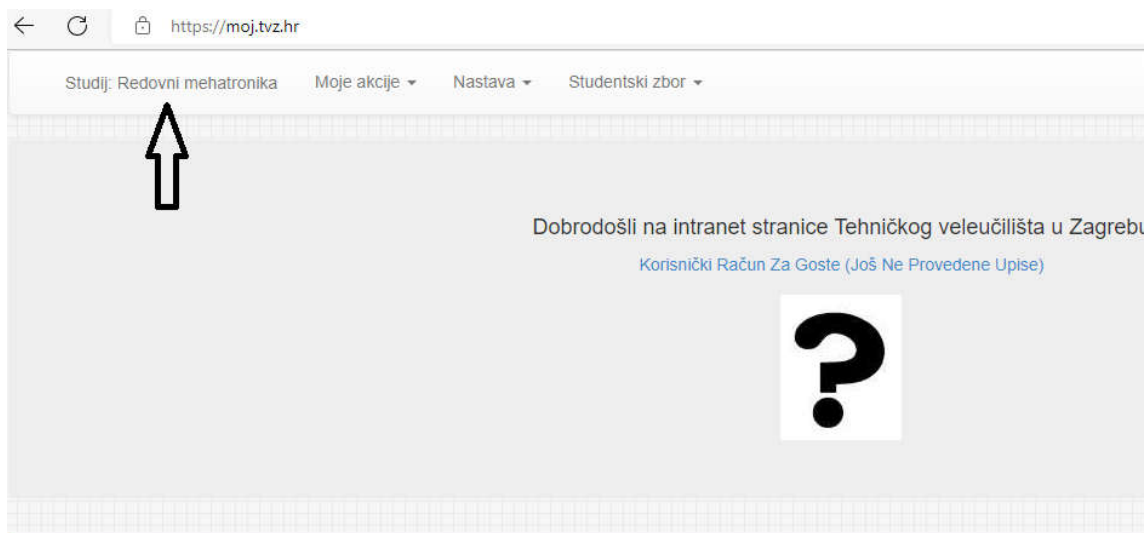 https://moj.tvz.hr
Studij: Redovni mehatronika Moje akcije Nastava Studentski zbor
Dobrodošli na intranet stranice Tehničkog veleučilišta u Zagrebu
Korisnički Račun Za Goste (Još Ne Provedene Upise)
?